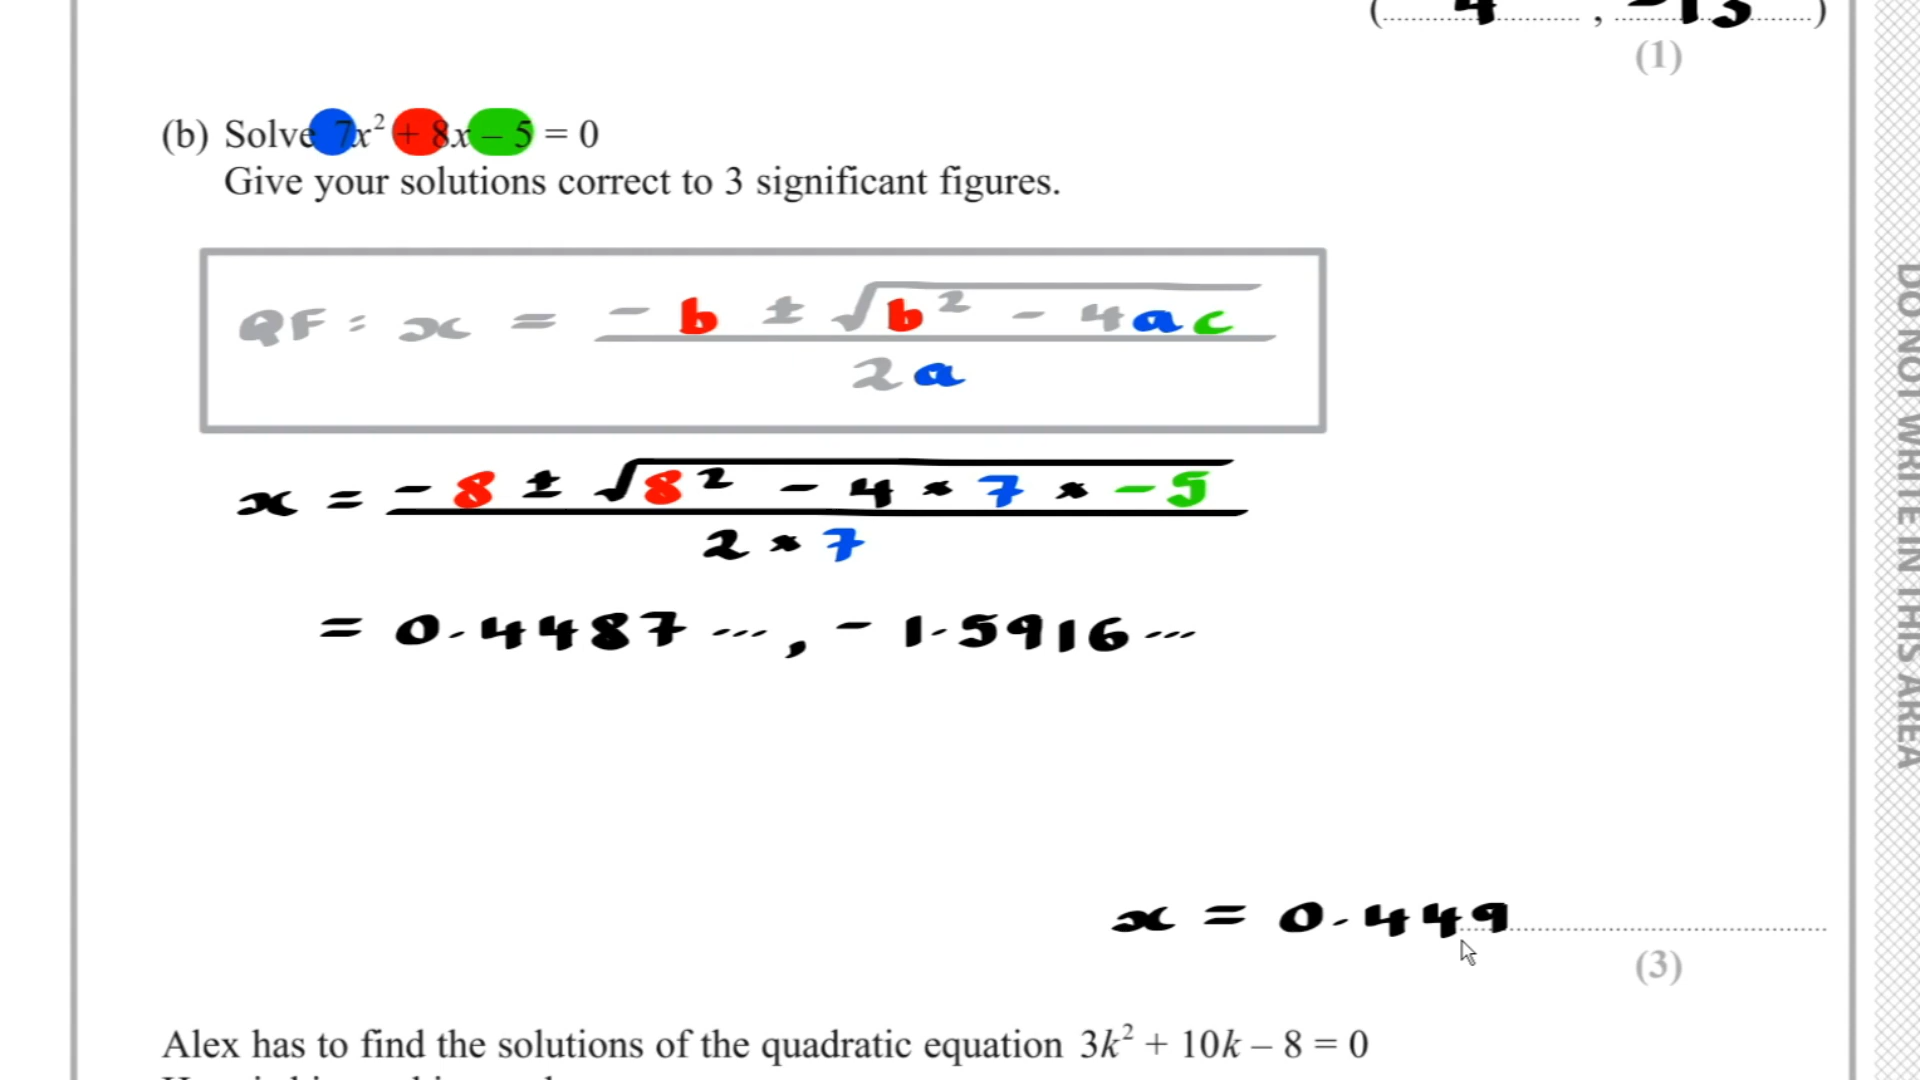 ( 4 , -13 )
(1)
(b) Solve 7x² + 8x – 5 = 0
Give your solutions correct to 3 significant figures.
QF: x = (-b ± √(b² - 4ac)) / 2a
x = (-8 ± √(8² - 4 × 7 × -5)) / (2 × 7)
= 0.4487..., -1.5916...
x = 0.449
(3)
Alex has to find the solutions of the quadratic equation 3k² + 10k – 8 = 0
DO NOT WRITE IN THIS AREA